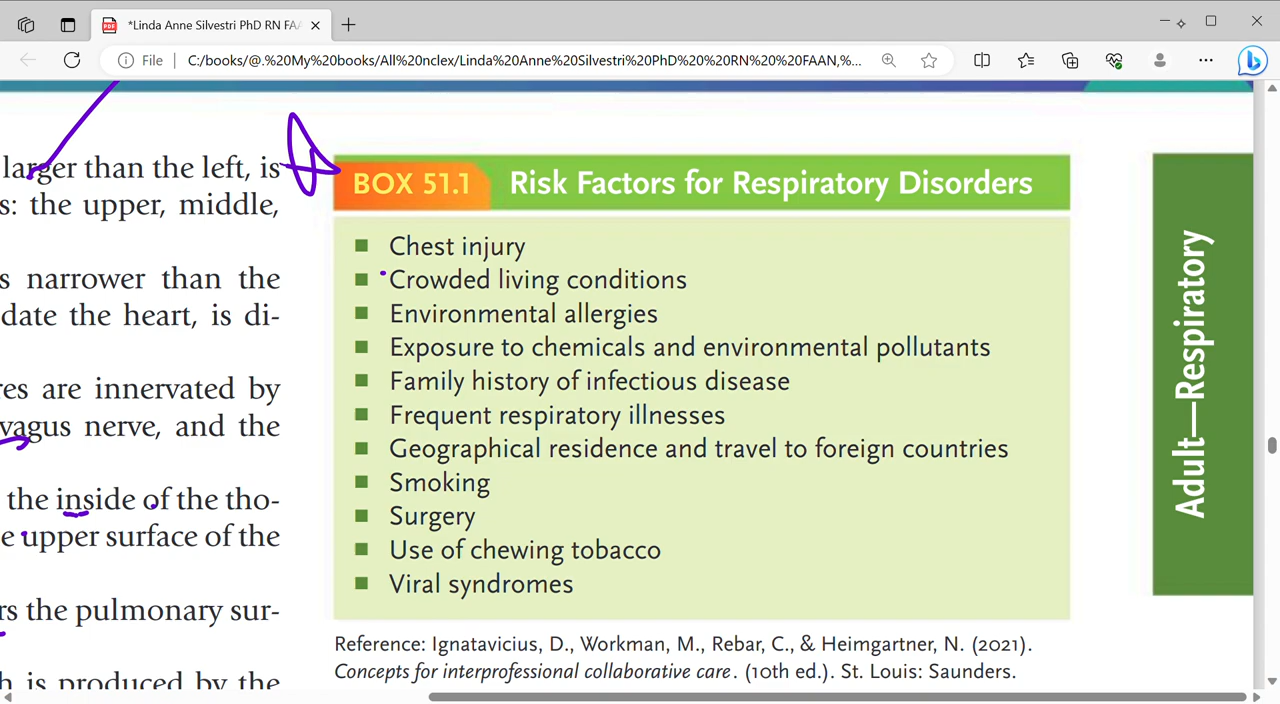 *Linda Anne Silvestri PhD RN FAA
File
C:/books/@.%20My%20books/All%20nclex/Linda%20Anne%20Silvestri%20PhD%20%20RN%20%20FAAN,%...
larger than the left, is
s: the upper, middle,
s narrower than the
date the heart, is di-
res are innervated by
vagus nerve, and the
the inside of the tho-
e upper surface of the
rs the pulmonary sur-
h is produced by the
BOX 51.1 Risk Factors for Respiratory Disorders
■ Chest injury
■ Crowded living conditions
■ Environmental allergies
■ Exposure to chemicals and environmental pollutants
■ Family history of infectious disease
■ Frequent respiratory illnesses
■ Geographical residence and travel to foreign countries
■ Smoking
■ Surgery
■ Use of chewing tobacco
■ Viral syndromes
Reference: Ignatavicius, D., Workman, M., Rebar, C., & Heimgartner, N. (2021).
Concepts for interprofessional collaborative care. (10th ed.). St. Louis: Saunders.
Adult—Respiratory